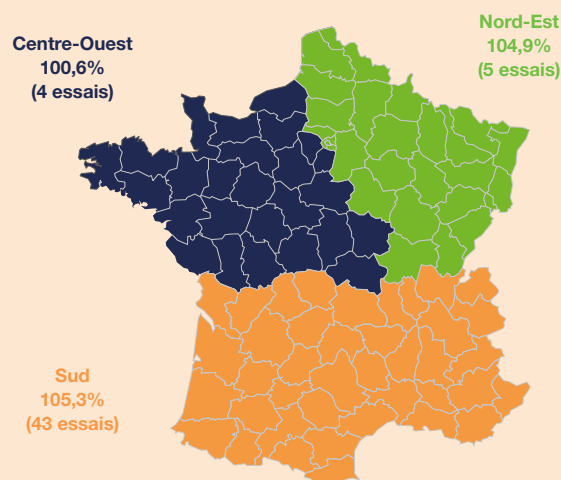 Nord-Est
104,9%
(5 essais)
Centre-Ouest
100,6%
(4 essais)
Sud
105,3%
(43 essais)